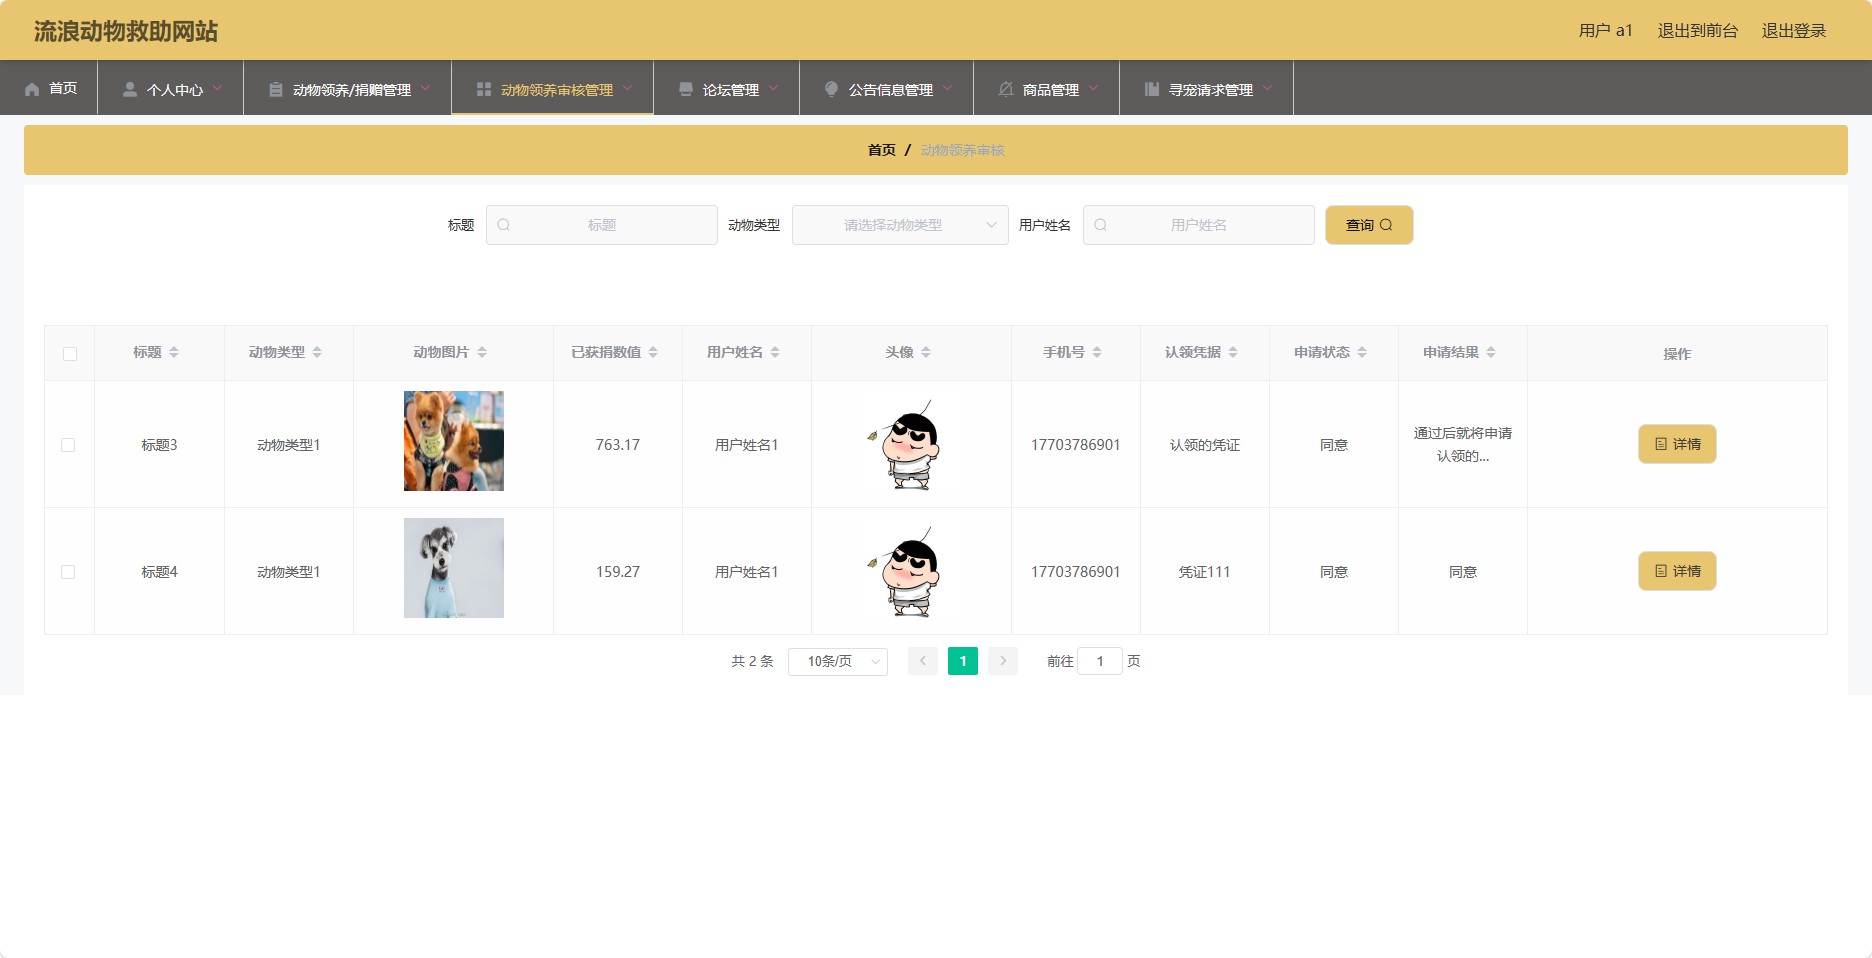 流浪动物救助网站
用户 a1 退出到前台 退出登录
首页 个人中心 动物领养/捐赠管理 动物领养审核管理 论坛管理 公告信息管理 商品管理 寻宠请求管理
首页 / 动物领养审核
标题 标题 动物类型 请选择动物类型 用户姓名 用户姓名 查询
标题 动物类型 动物图片 已获捐数值 用户姓名 头像 手机号 认领凭据 申请状态 申请结果 操作
标题3 动物类型1 763.17 用户姓名1 17703786901 认领的凭证 同意 通过后就将申请
认领的... 详情
标题4 动物类型1 159.27 用户姓名1 17703786901 凭证111 同意 同意 详情
共 2 条 10条/页 1 前往 1 页